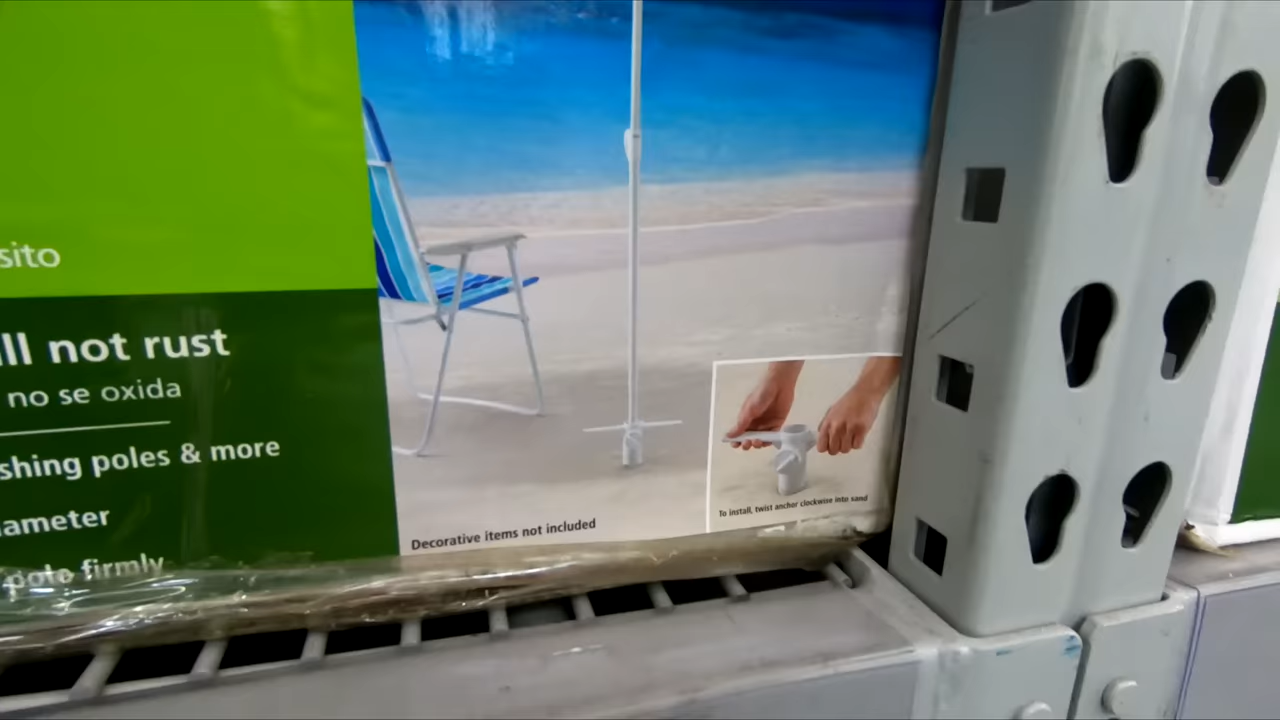 sito
ll not rust
no se oxida
shing poles & more
ameter
pole firmly
Decorative items not included
To install, twist anchor clockwise into sand